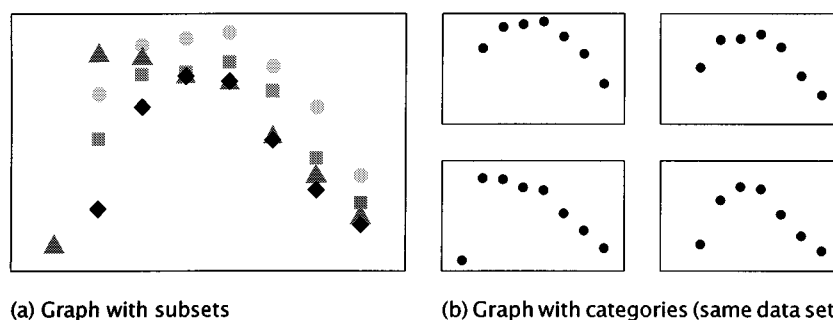 (a) Graph with subsets
(b) Graph with categories (same data set